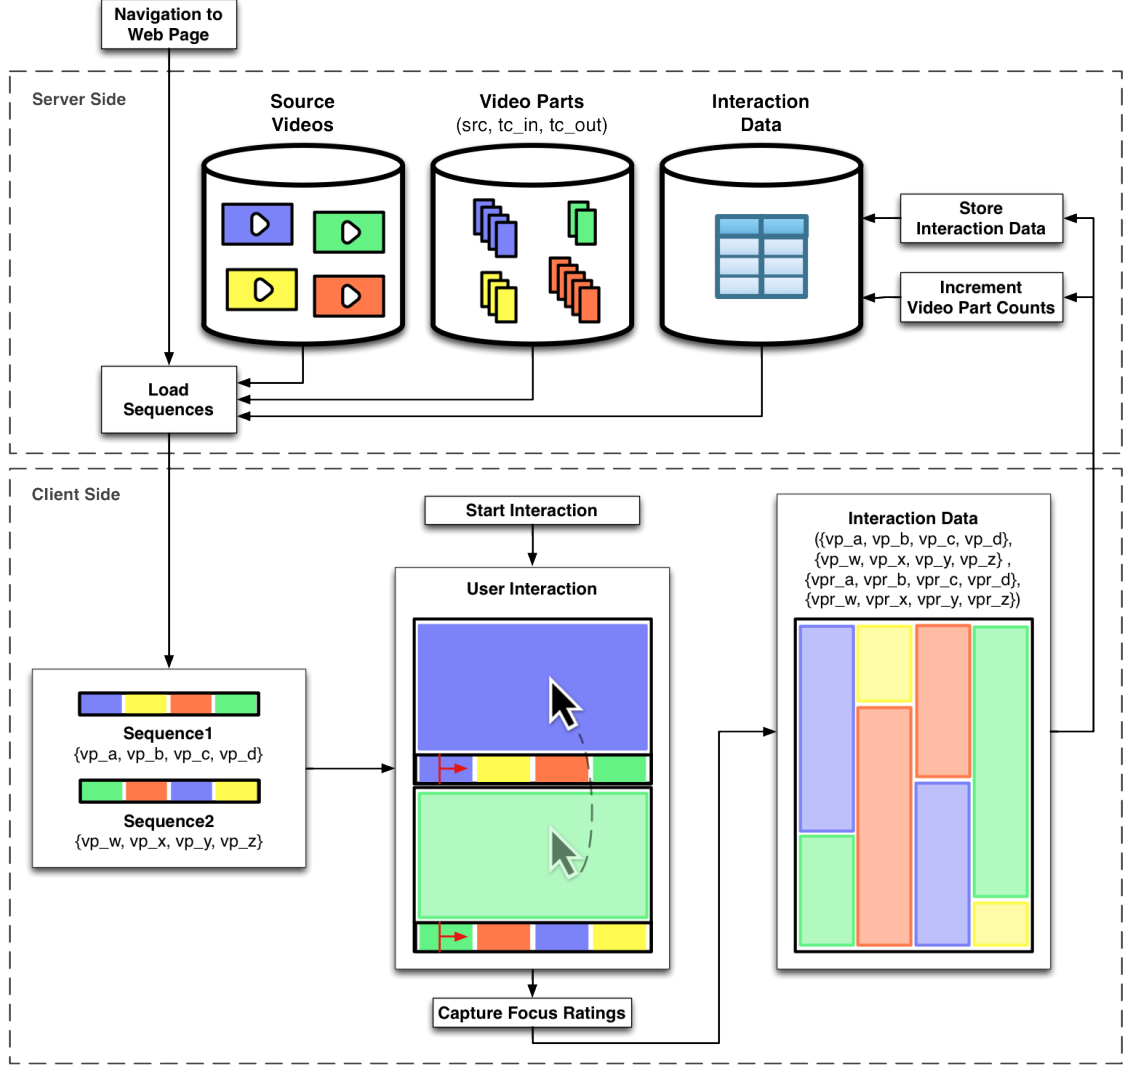 Navigation to
Web Page
Server Side
Source
Videos
Video Parts
(src, tc_in, tc_out)
Interaction
Data
Store
Interaction Data
Increment
Video Part Counts
Load
Sequences
Client Side
Start Interaction
User Interaction
Interaction Data
({vp_a, vp_b, vp_c, vp_d},
{vp_w, vp_x, vp_y, vp_z} ,
{vpr_a, vpr_b, vpr_c, vpr_d},
{vpr_w, vpr_x, vpr_y, vpr_z})
Sequence1
{vp_a, vp_b, vp_c, vp_d}
Sequence2
{vp_w, vp_x, vp_y, vp_z}
Capture Focus Ratings